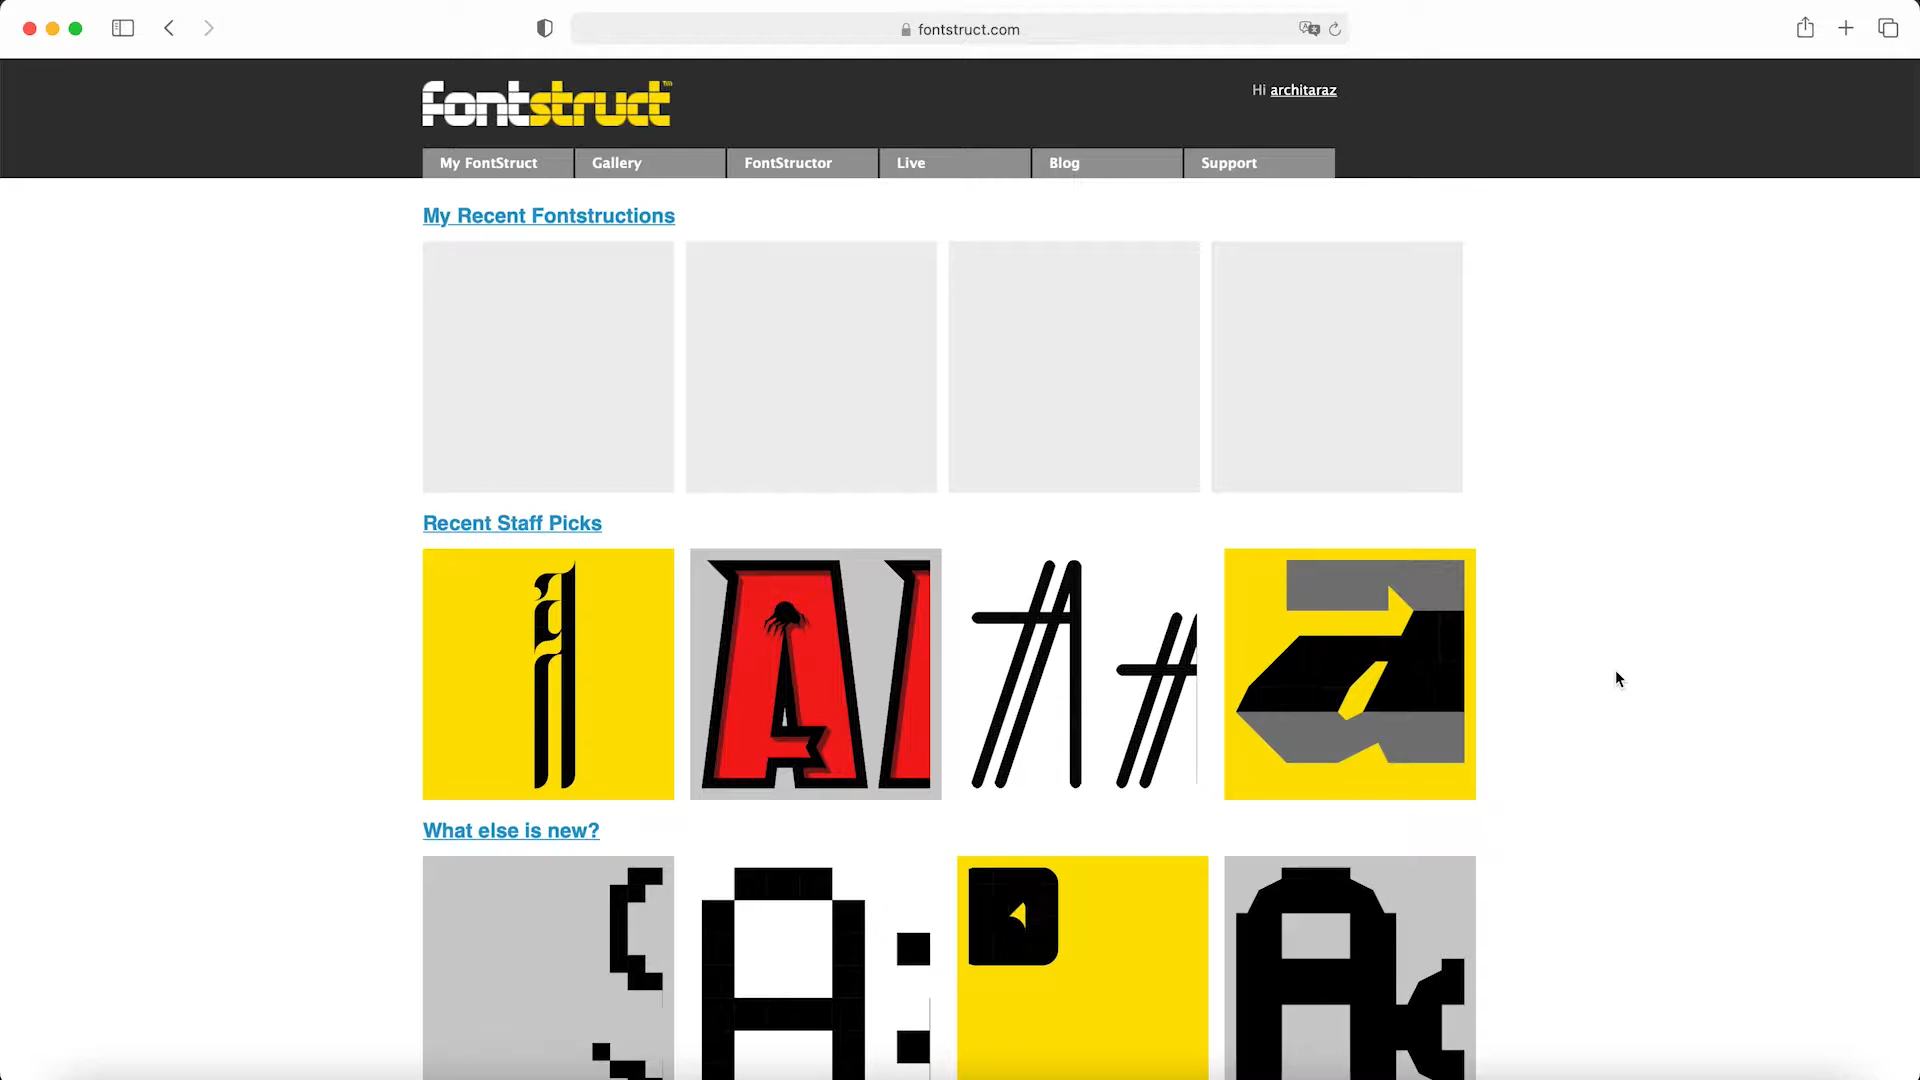 fontstruct.com
fontstruct™
Hi architaraz
My FontStruct
Gallery
FontStructor
Live
Blog
Support
My Recent Fontstructions
Recent Staff Picks
What else is new?